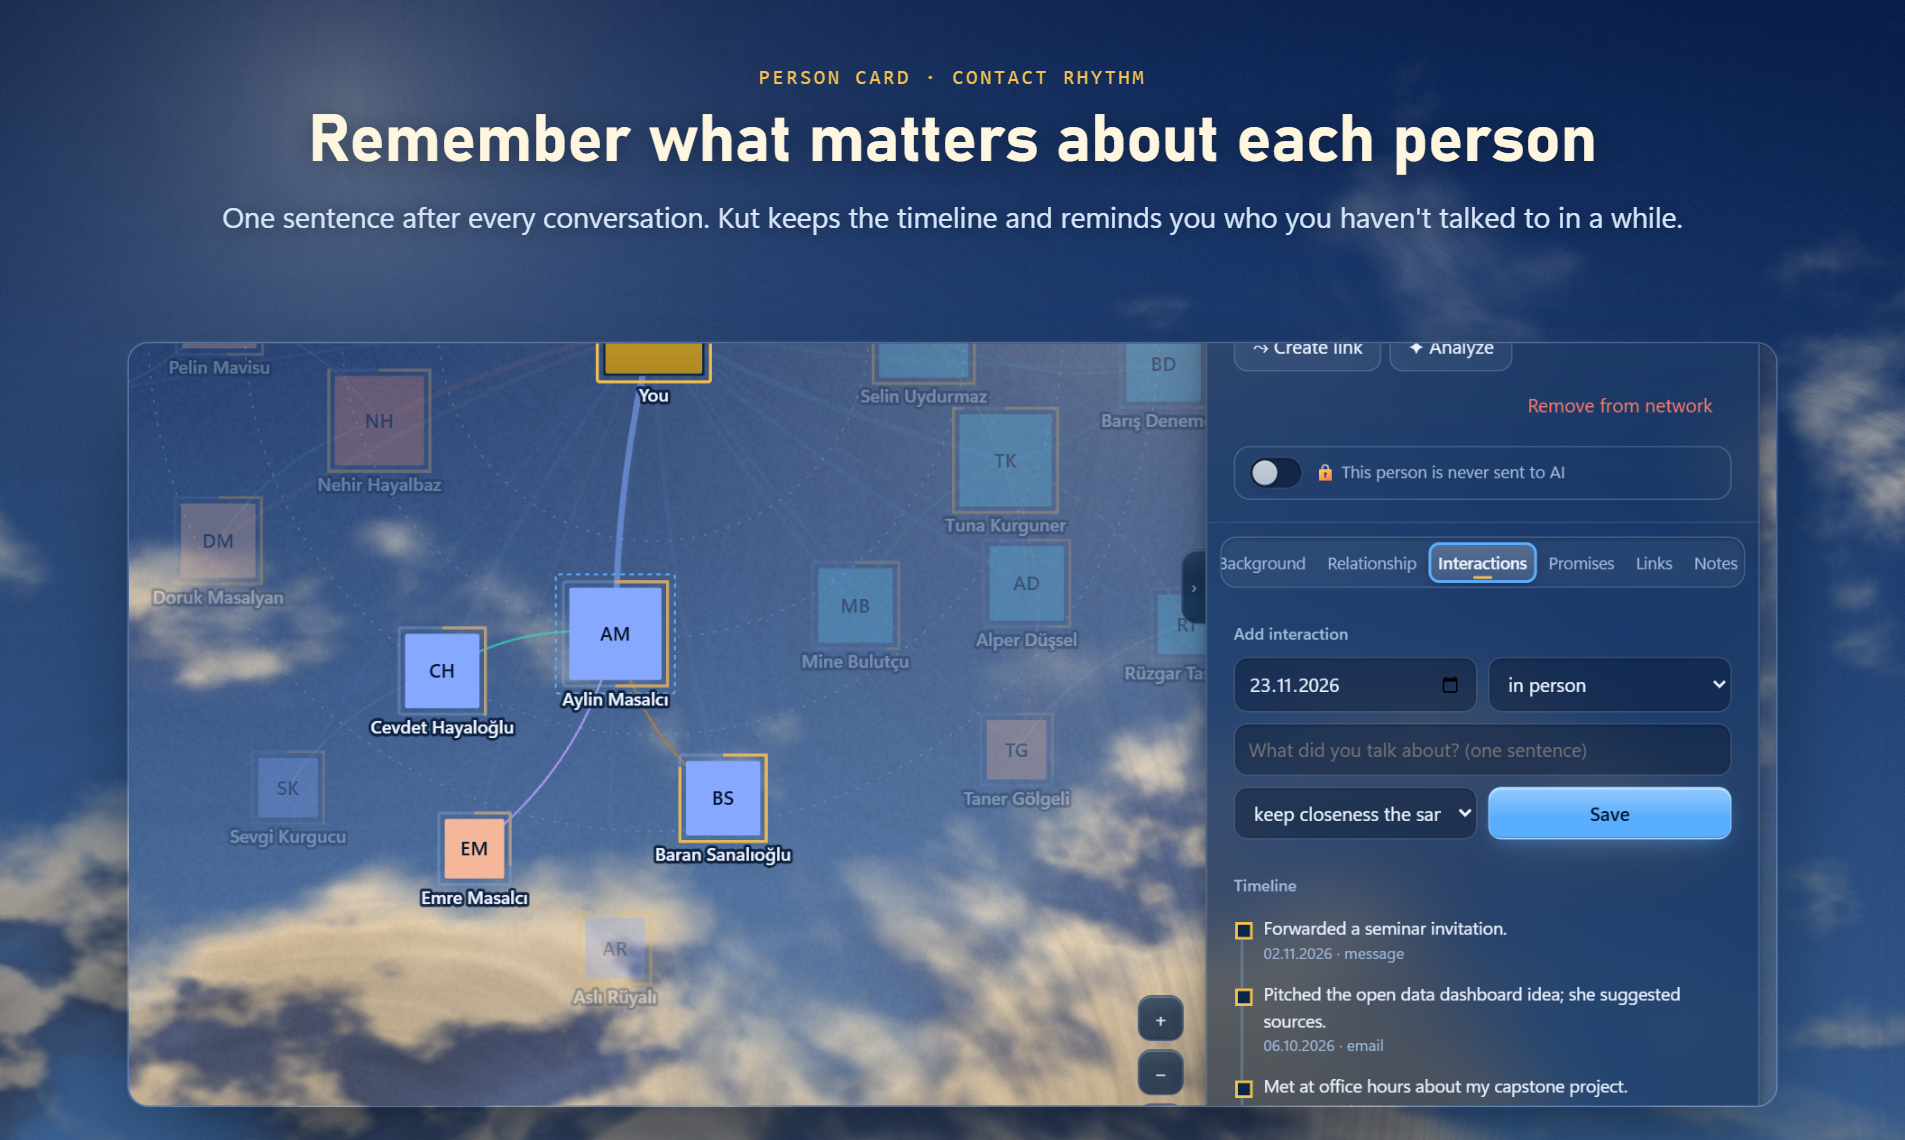 PERSON CARD · CONTACT RHYTHM
Remember what matters about each person
One sentence after every conversation. Kut keeps the timeline and reminds you who you haven't talked to in a while.
Pelin Mavisu
NH
Nehir Hayalbaz
DM
Doruk Masalyan
You
Selin Uydurmaz
BD
Barış Denem
TK
Tuna Kurguner
AD
Alper Düşsel
MB
Mine Bulutçu
RT
Rüzgar Taş
AM
Aylin Masalcı
CH
Cevdet Hayaloğlu
SK
Sevgi Kurgucu
EM
Emre Masalcı
BS
Baran Sanalıoğlu
TG
Taner Gölgeli
AR
Aslı Rüyalı
+
−
›
⤳ Create link
✦ Analyze
Remove from network
🔒 This person is never sent to AI
Background Relationship Interactions Promises Links Notes
Add interaction
23.11.2026
in person
What did you talk about? (one sentence)
keep closeness the sar
Save
Timeline
Forwarded a seminar invitation.
02.11.2026 · message
Pitched the open data dashboard idea; she suggested
sources.
06.10.2026 · email
Met at office hours about my capstone project.